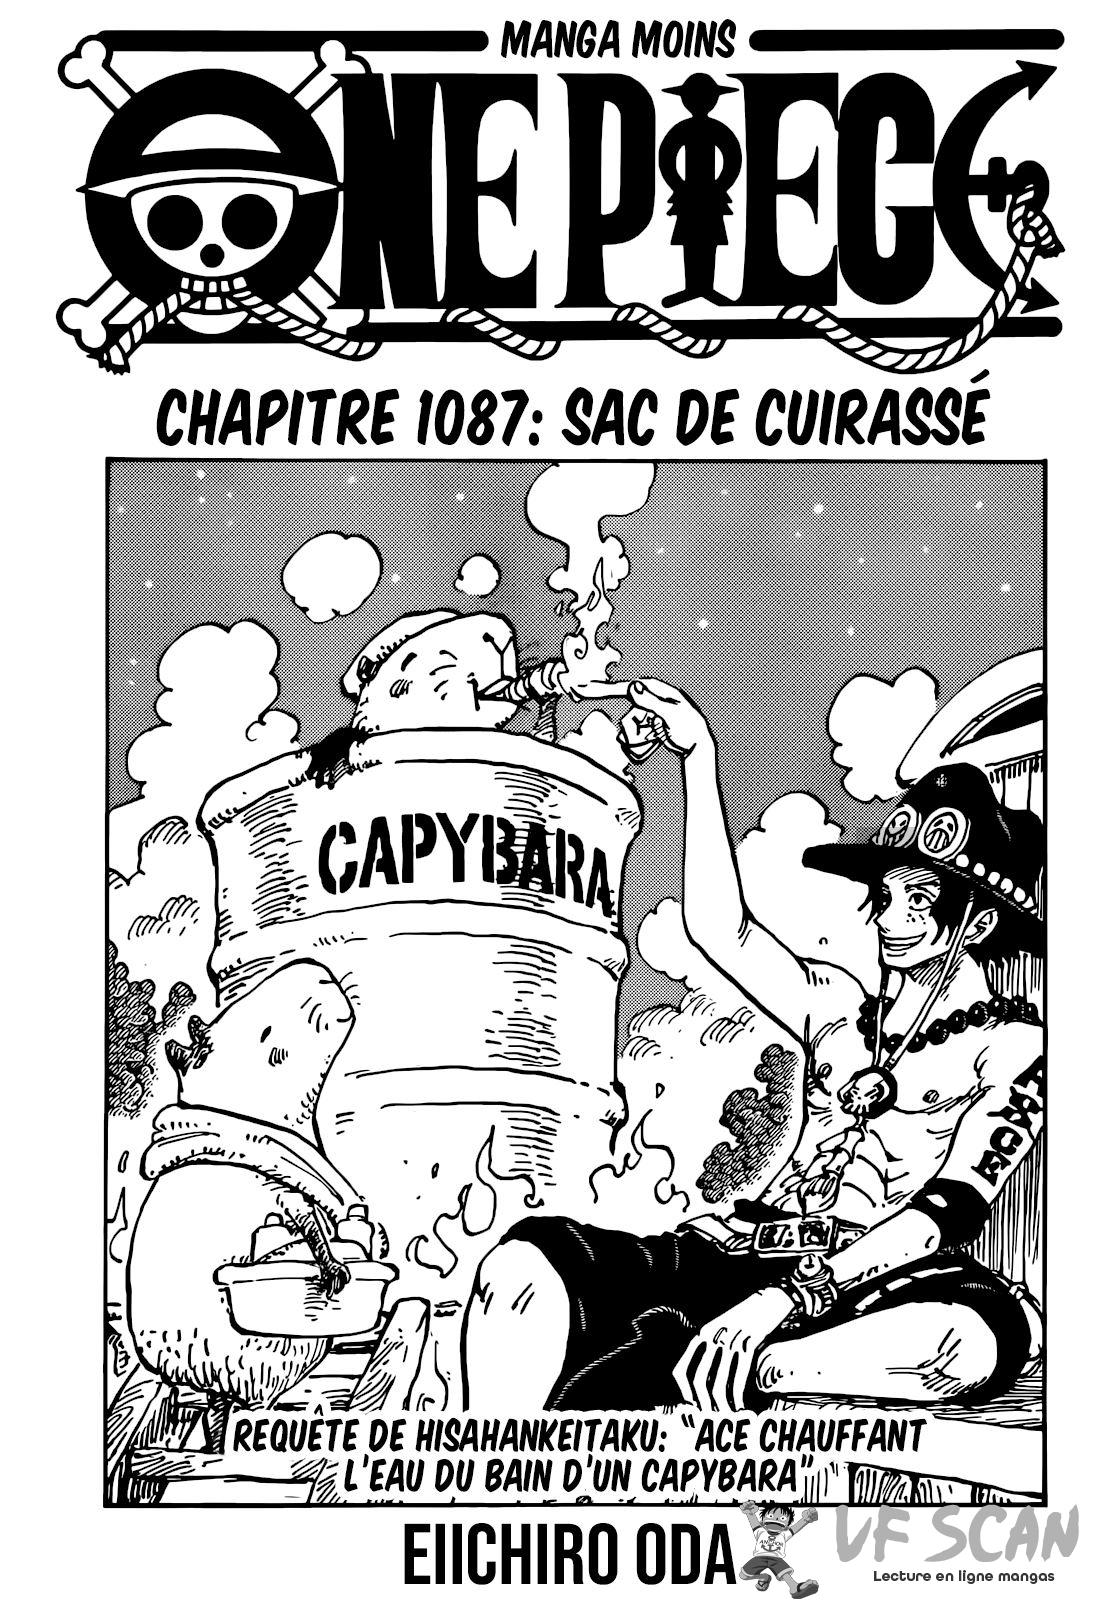 MANGA MOINS
ONE PIECE
CHAPITRE 1087: SAC DE CUIRASSÉ
CAPYBARA
ASCE
REQUÊTE DE HISAHANKEITAKU: "ACE CHAUFFANT
L'EAU DU BAIN D'UN CAPYBARA"
EIICHIRO ODA
VF SCAN
Lecture en ligne mangas